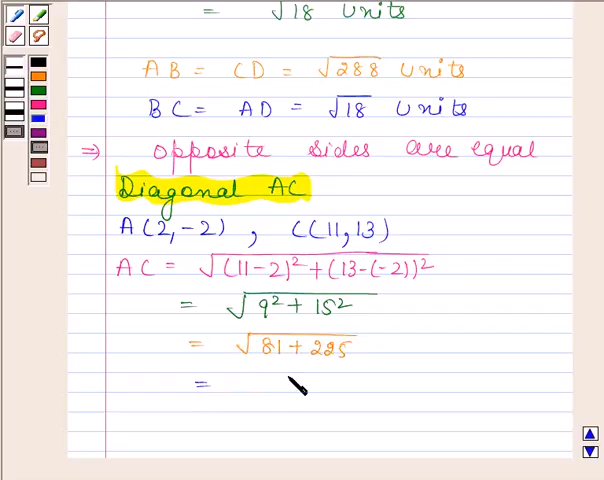 = √18 Units
AB = CD = √288 Units
BC = AD = √18 Units
⇒ opposite sides are equal
Diagonal AC
A(2,-2) , C(11,13)
AC = √(11-2)²+(13-(-2))²
= √9²+15²
= √81+225
=